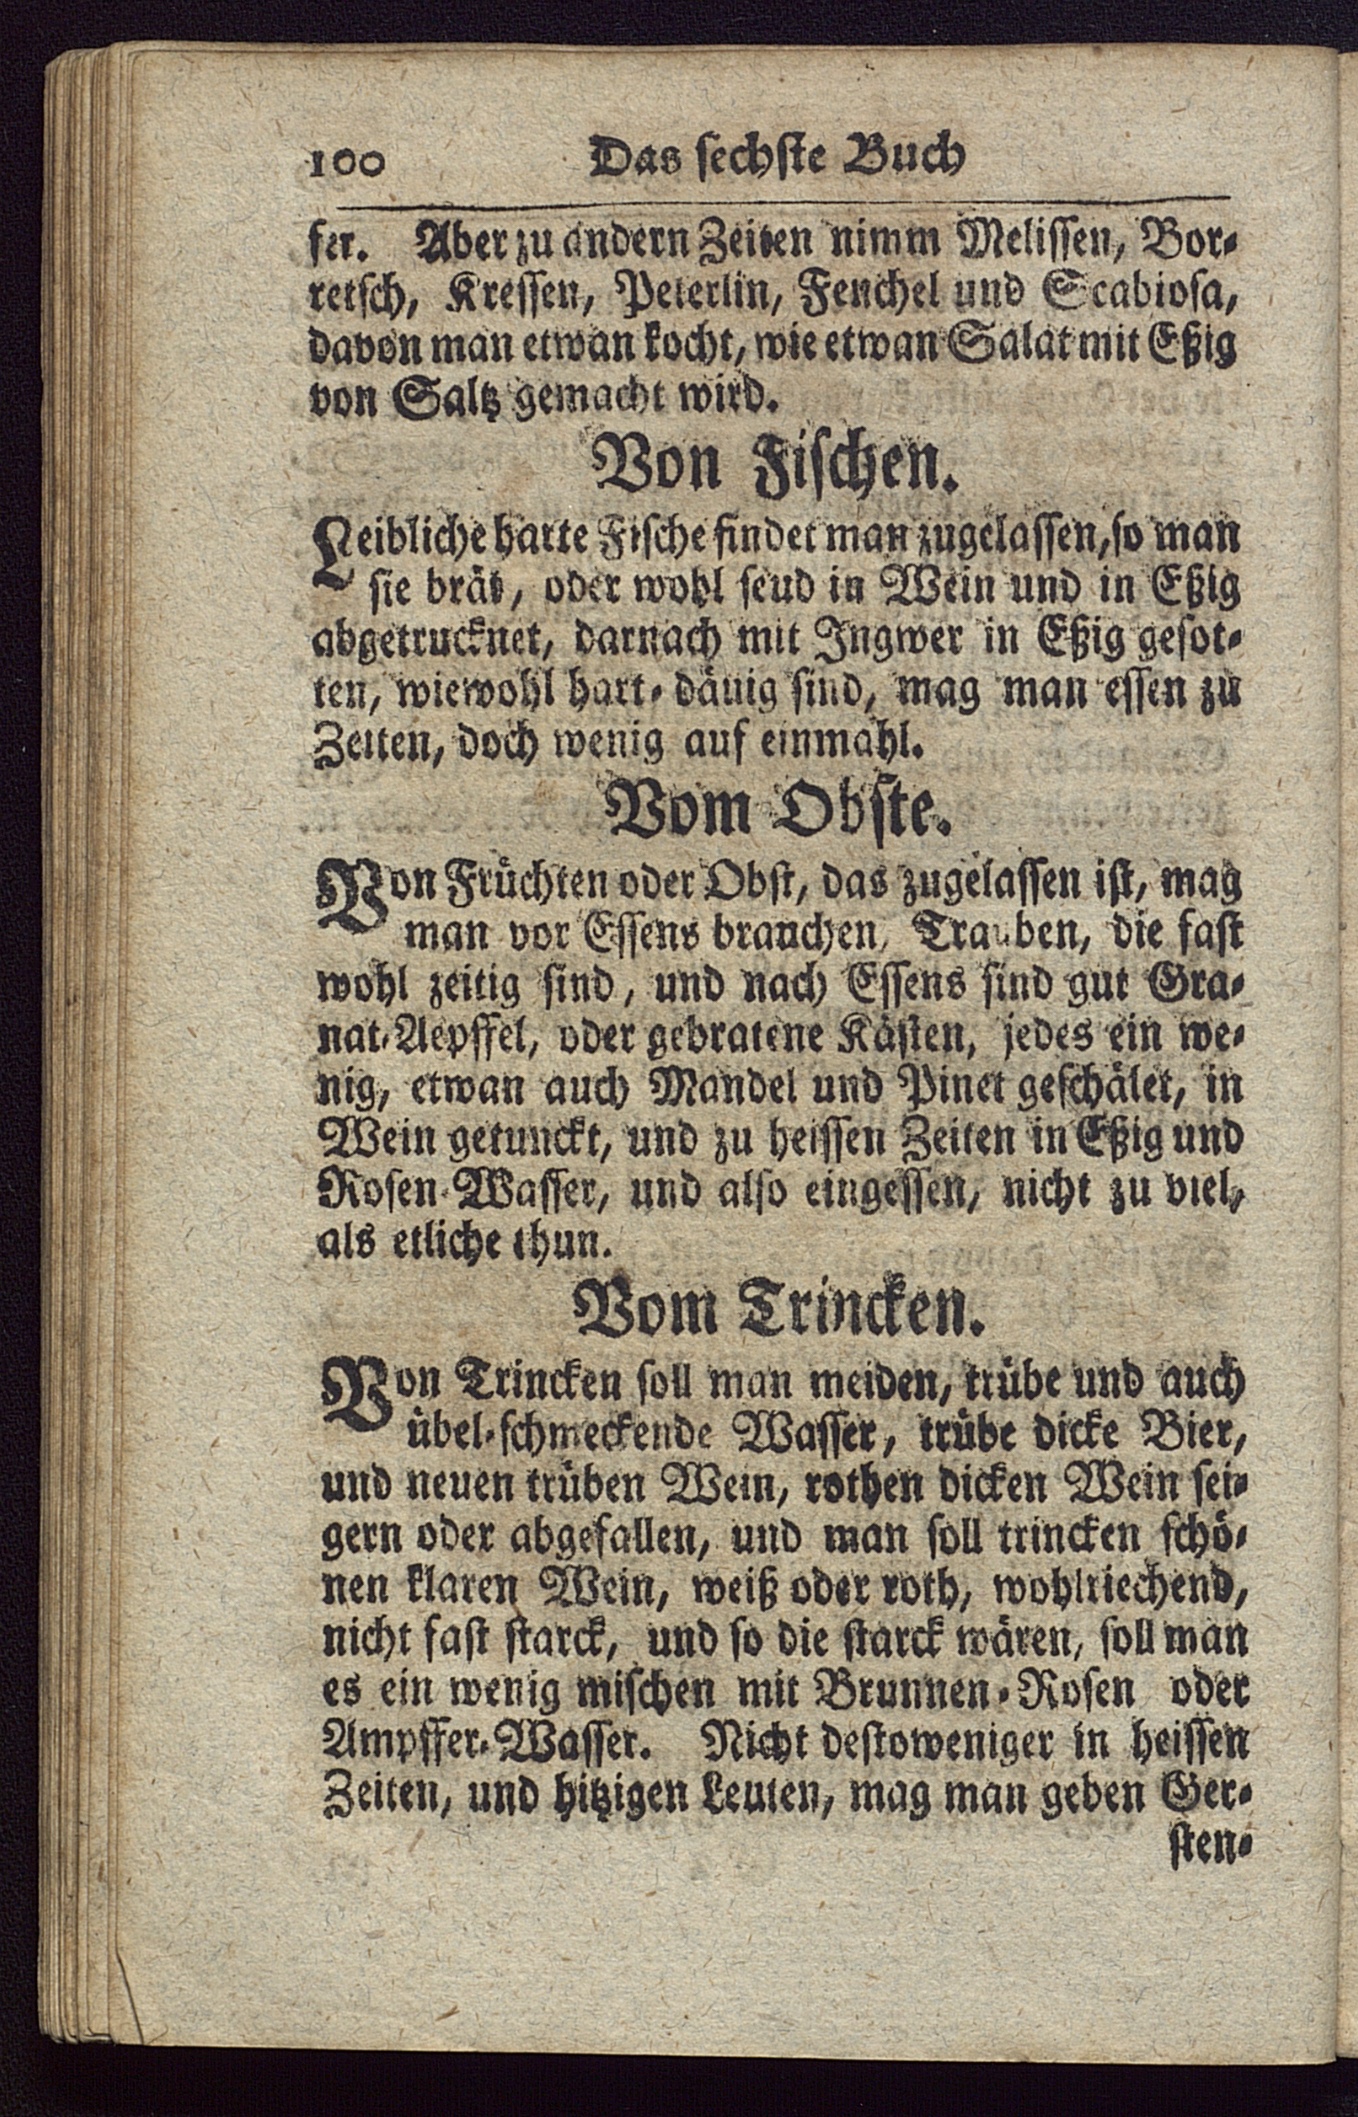 100 Das sechste Buch
fer. Aber zu andern Zeiten nimm Melissen, Bor-
retsch, Kressen, Peterlin, Fenchel und Scabiosa,
davon man etwan kocht, wie etwan Salat mit Eßig
von Saltz gemacht wird.
Von Fischen.
Leibliche harte Fische findet man zugelassen, so man
sie brät, oder wohl seud in Wein und in Eßig
abgetrucknet, darnach mit Ingwer in Eßig gesot-
ten, wiewohl hart-däuig sind, mag man essen zu
Zeiten, doch wenig auf einmahl.
Vom Obste.
Von Früchten oder Obst, das zugelassen ist, mag
man vor Essens brauchen, Trauben, die fast
wohl zeitig sind, und nach Essens sind gut Gra-
nat-Aepffel, oder gebratene Kästen, jedes ein we-
nig, etwan auch Mandel und Pinet geschälet, in
Wein getunckt, und zu heissen Zeiten in Eßig und
Rosen-Wasser, und also eingessen, nicht zu viel,
als etliche thun.
Vom Trincken.
Von Trincken soll man meiden, trübe und auch
übel-schmeckende Wasser, trübe dicke Bier,
und neuen trüben Wein, rothen dicken Wein sei-
gern oder abgefallen, und man soll trincken schö-
nen klaren Wein, weiß oder roth, wohlriechend,
nicht fast starck, und so die starck wären, soll man
es ein wenig mischen mit Brunnen-Rosen oder
Ampffer-Wasser. Nicht destoweniger in heissen
Zeiten, und hitzigen Leuten, mag man geben Ger-
sten-